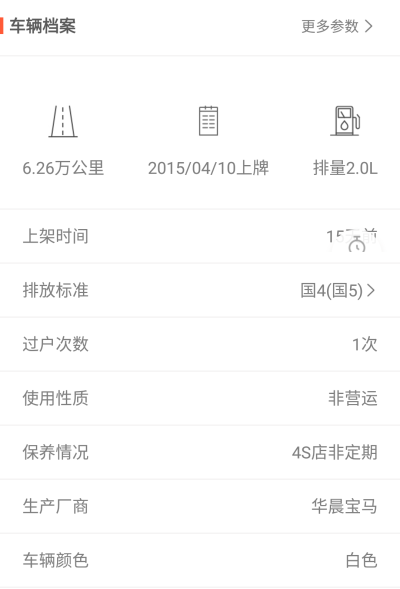 车辆档案 更多参数
6.26万公里 2015/04/10上牌 排量2.0L
上架时间
排放标准 国4(国5)
过户次数 1次
使用性质 非营运
保养情况 4S店非定期
生产厂商 华晨宝马
车辆颜色 白色